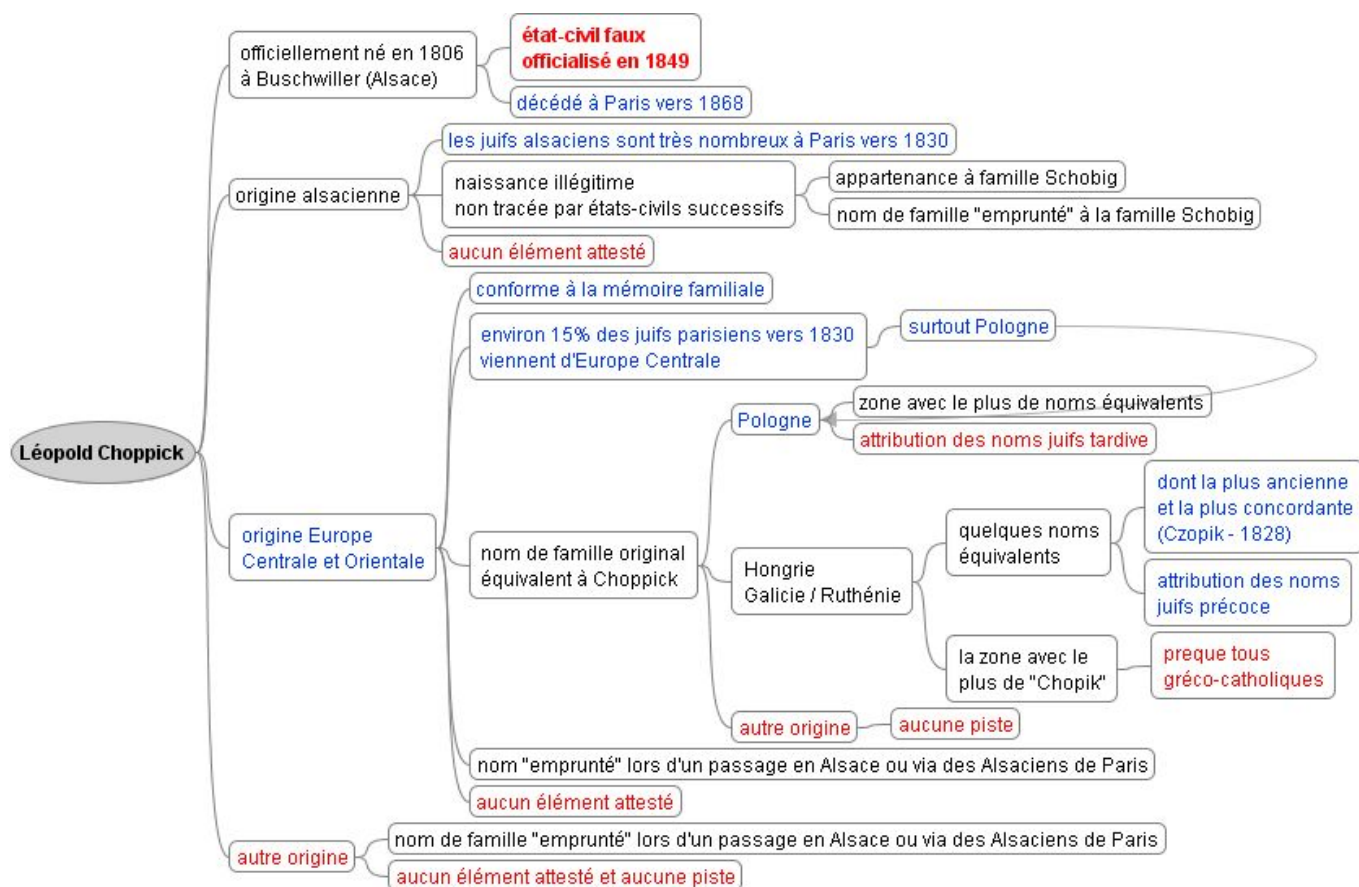 officiellement né en 1806
à Buschwiller (Alsace)
état-civil faux
officialisé en 1849
décédé à Paris vers 1868
origine alsacienne
les juifs alsaciens sont très nombreux à Paris vers 1830
naissance illégitime
non tracée par états-civils successifs
appartenance à famille Schobig
nom de famille "emprunté" à la famille Schobig
aucun élément attesté
Léopold Choppick
origine Europe
Centrale et Orientale
conforme à la mémoire familiale
environ 15% des juifs parisiens vers 1830
viennent d'Europe Centrale
surtout Pologne
nom de famille original
équivalent à Choppick
Pologne
zone avec le plus de noms équivalents
attribution des noms juifs tardive
Hongrie
Galicie / Ruthénie
quelques noms
équivalents
dont la plus ancienne
et la plus concordante
(Czopik - 1828)
attribution des noms
juifs précoce
la zone avec le
plus de "Chopik"
preque tous
gréco-catholiques
autre origine
aucune piste
nom "emprunté" lors d'un passage en Alsace ou via des Alsaciens de Paris
aucun élément attesté
autre origine
nom de famille "emprunté" lors d'un passage en Alsace ou via des Alsaciens de Paris
aucun élément attesté et aucune piste